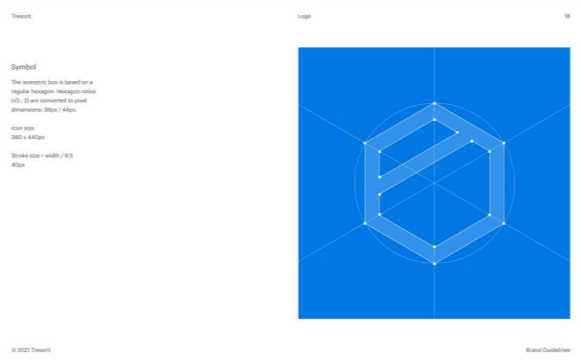 Tresorit
Logo
18
Symbol
The isometric box is based on a
regular hexagon. Hexagon ratios
(√3 : 2) are converted to pixel
dimensions: 38px / 44px.
Icon size
380 x 440px
Stroke size = width / 9.5
40px
© 2021 Tresorit
Brand Guidelines